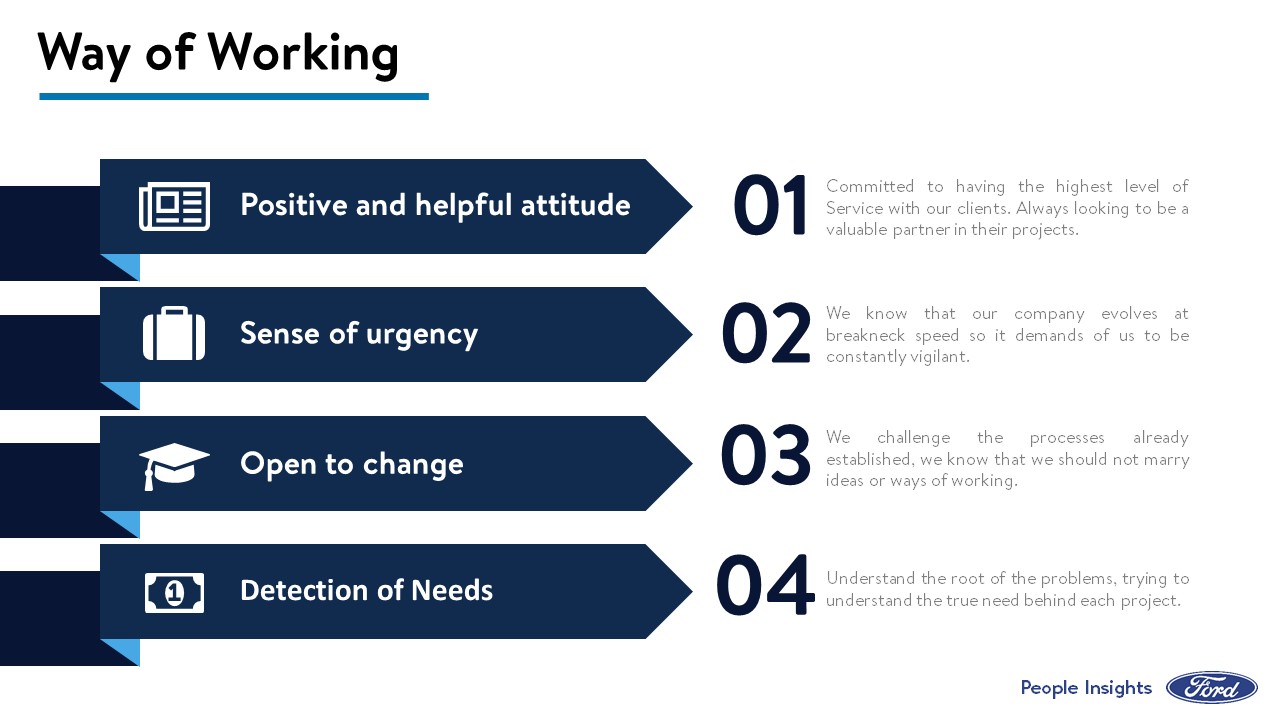 Way of Working
Positive and helpful attitude
01
Committed to having the highest level of
Service with our clients. Always looking to be a
valuable partner in their projects.
Sense of urgency
02
We know that our company evolves at
breakneck speed so it demands of us to be
constantly vigilant.
Open to change
03
We challenge the processes already
established, we know that we should not marry
ideas or ways of working.
1
Detection of Needs
04
Understand the root of the problems, trying to
understand the true need behind each project.
People Insights
Ford